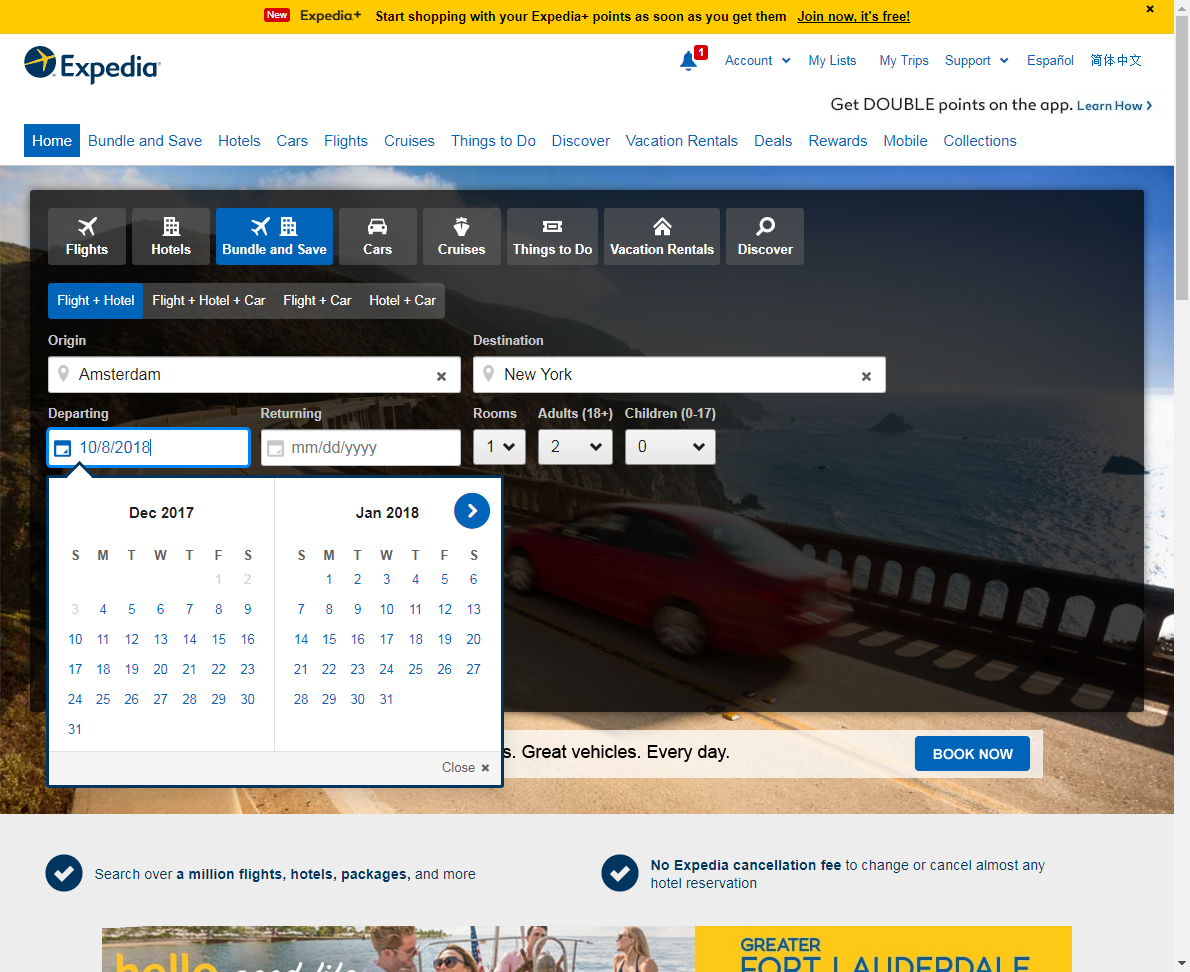 New Expedia+ Start shopping with your Expedia+ points as soon as you get them Join now, it's free!
Expedia
1 Account My Lists My Trips Support Español 简体中文
Get DOUBLE points on the app. Learn How
Home Bundle and Save Hotels Cars Flights Cruises Things to Do Discover Vacation Rentals Deals Rewards Mobile Collections
Flights Hotels Bundle and Save Cars Cruises Things to Do Vacation Rentals Discover
Flight + Hotel Flight + Hotel + Car Flight + Car Hotel + Car
Origin Destination
Amsterdam New York
Departing Returning Rooms Adults (18+) Children (0-17)
10/8/2018 mm/dd/yyyy 1 2 0
Dec 2017 Jan 2018
S M T W T F S S M T W T F S
1 2 1 2 3 4 5 6
3 4 5 6 7 8 9 7 8 9 10 11 12 13
10 11 12 13 14 15 16 14 15 16 17 18 19 20
17 18 19 20 21 22 23 21 22 23 24 25 26 27
24 25 26 27 28 29 30 28 29 30 31
31
s. Great vehicles. Every day. BOOK NOW
Close
Search over a million flights, hotels, packages, and more
No Expedia cancellation fee to change or cancel almost any
hotel reservation
GREATER
FORT LAUDERDALE
hello good life